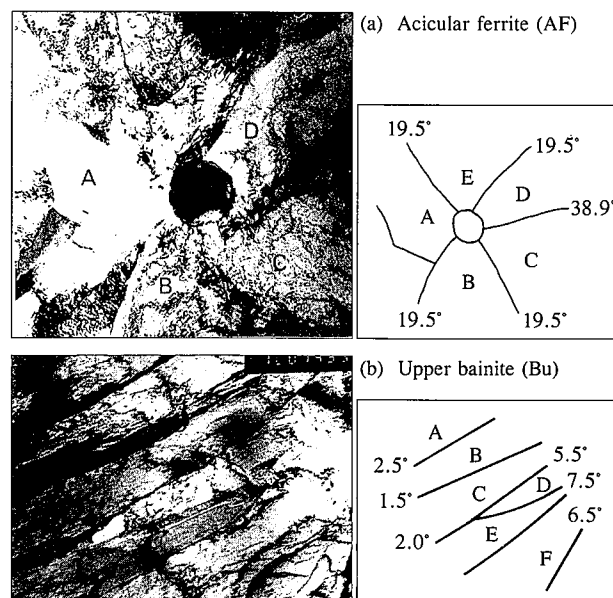 (a) Acicular ferrite (AF)
A
B
C
D
E
19.5°
19.5°
E
D
38.9°
A
C
B
19.5°
19.5°
(b) Upper bainite (Bu)
A
B
5.5°
2.5°
7.5°
1.5°
C
D
6.5°
2.0°
E
F